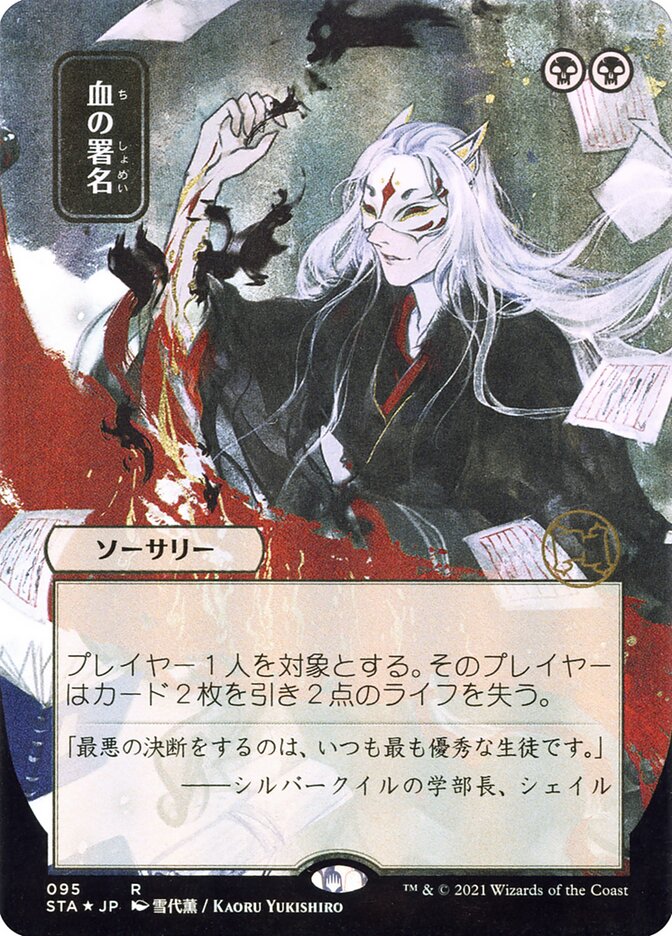 血の署名
ち
しょめい
ソーサリー
プレイヤー1人を対象とする。そのプレイヤー
はカード2枚を引き2点のライフを失う。
「最悪の決断をするのは、いつも最も優秀な生徒です。」
――シルバークイルの学部長、シェイル
095 R
STA★JP 雪代薫 / KAORU YUKISHIRO
™ & © 2021 Wizards of the Coast